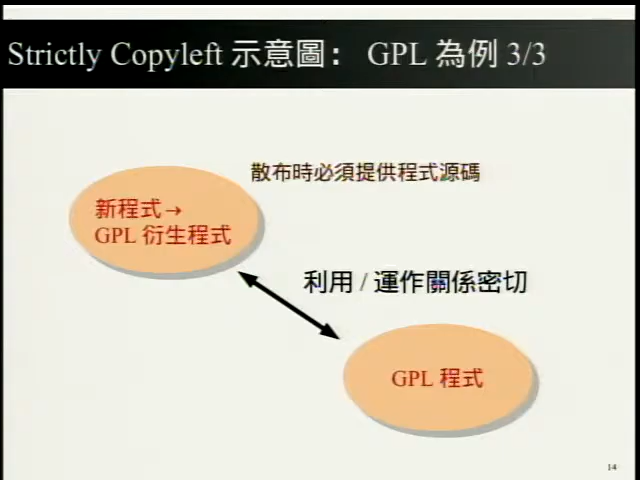 Strictly Copyleft 示意圖： GPL 為例 3/3
散布時必須提供程式源碼
新程式→
GPL 衍生程式
利用 / 運作關係密切
GPL 程式
14